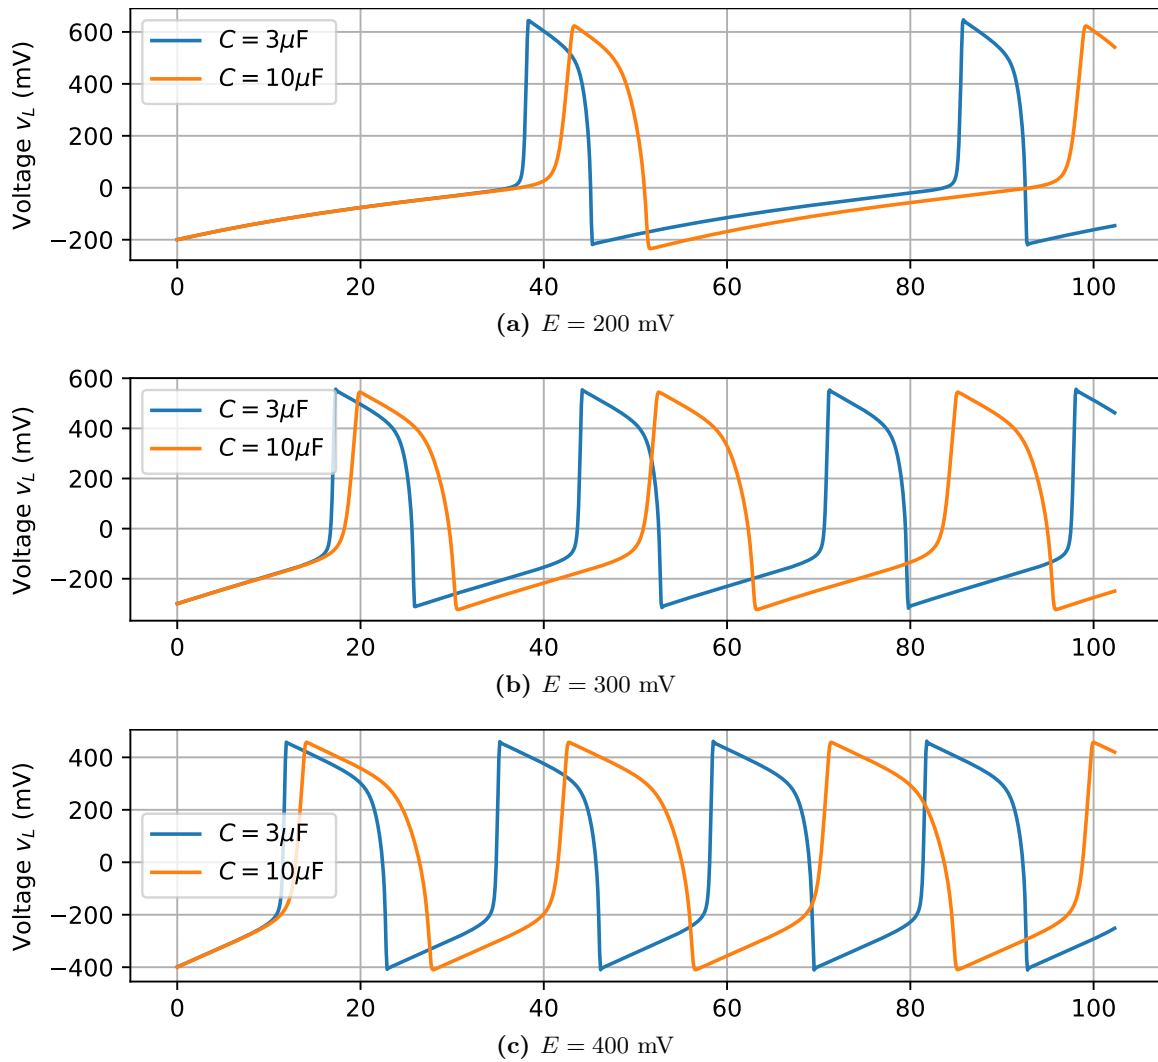 Voltage v_L (mV)
600
400
200
0
−200
C = 3μF
C = 10μF
0 20 40 60 80 100
(a) E = 200 mV
Voltage v_L (mV)
600
400
200
0
−200
C = 3μF
C = 10μF
0 20 40 60 80 100
(b) E = 300 mV
Voltage v_L (mV)
400
200
0
−200
−400
C = 3μF
C = 10μF
0 20 40 60 80 100
(c) E = 400 mV